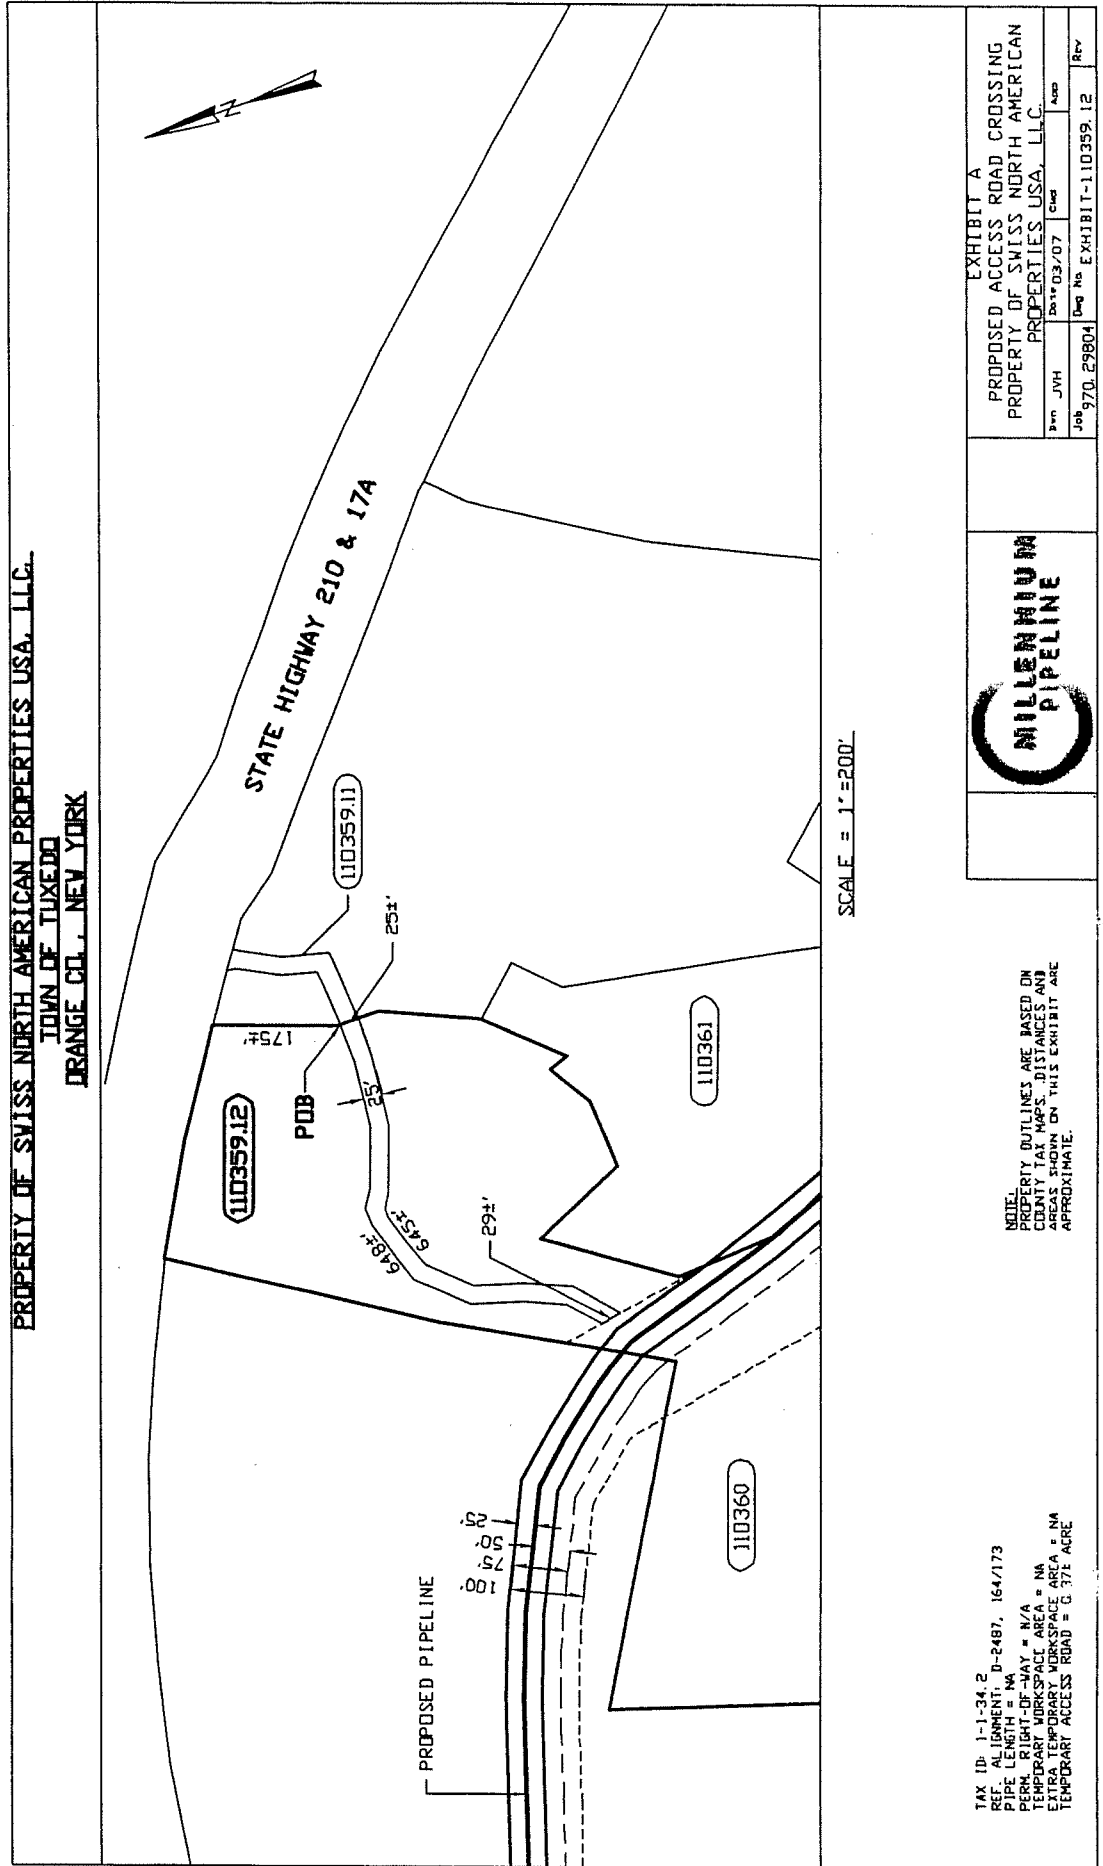 PROPERTY OF SWISS NORTH AMERICAN PROPERTIES USA, LLC.
TOWN OF TUXEDO
ORANGE CO., NEW YORK
N
STATE HIGHWAY 210 & 17A
110359.11
25±'
175±'
POB
110359.12
25'
648±'
645±'
29±'
110361
110360
PROPOSED PIPELINE
25'
50'
75'
100'
SCALE = 1"=200'
TAX ID: 1-1-34.2
REF. ALIGNMENT: D-2487, 164/173
PIPE LENGTH = NA
PERM. RIGHT-OF-WAY = N/A
TEMPORARY WORKSPACE AREA = NA
EXTRA TEMPORARY WORKSPACE AREA = NA
TEMPORARY ACCESS ROAD = 0.37± ACRE
NOTE:
PROPERTY OUTLINES ARE BASED ON
COUNTY TAX MAPS. DISTANCES AND
AREAS SHOWN ON THIS EXHIBIT ARE
APPROXIMATE.
MILLENNIUM
PIPELINE
EXHIBIT A
PROPOSED ACCESS ROAD CROSSING
PROPERTY OF SWISS NORTH AMERICAN
PROPERTIES USA, LLC.
Dwn JVH Date 03/07 Chkd App'd
Job 970.29804 Dwg No. EXHIBIT-110359.12 Rev